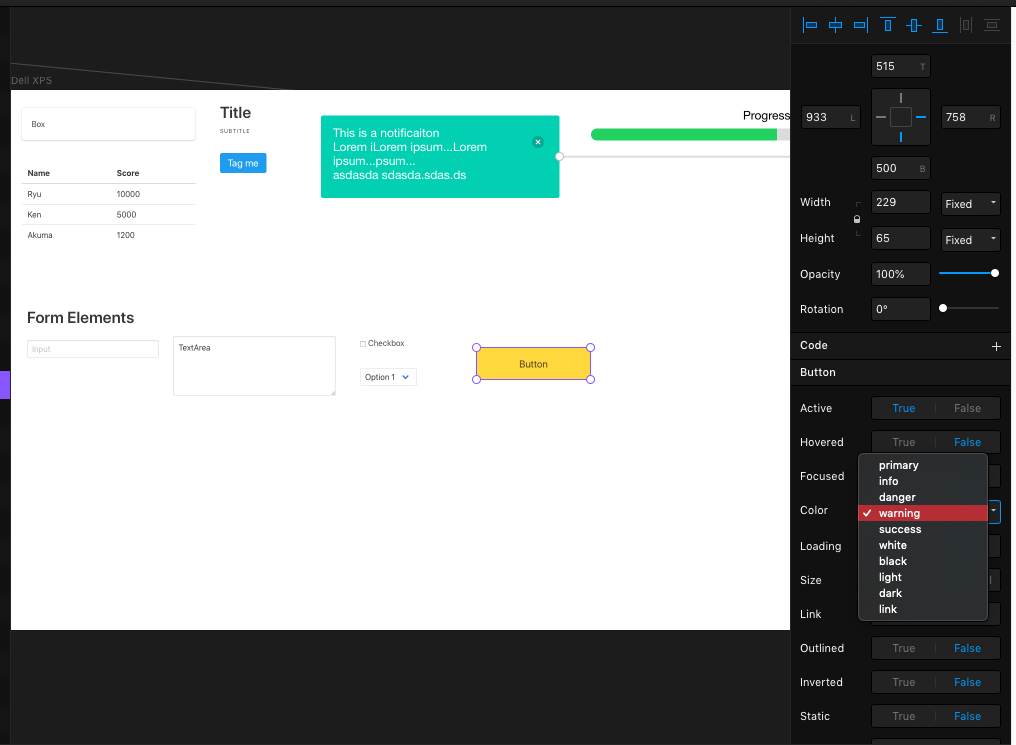 Dell XPS
Box
Title
SUBTITLE
Tag me
This is a notificaiton
Lorem iLorem ipsum...Lorem
ipsum...psum...
asdasda sdasda.sdas.ds
Progress
Name Score
Ryu 10000
Ken 5000
Akuma 1200
Form Elements
Input
TextArea
Checkbox
Option 1
Button
515 T
933 L
758 R
500 B
Width 229 Fixed
Height 65 Fixed
Opacity 100%
Rotation 0°
Code
Button
Active True False
Hovered True False
Focused
Color
Loading
Size
Link
primary
info
danger
warning
success
white
black
light
dark
link
Outlined True False
Inverted True False
Static True False